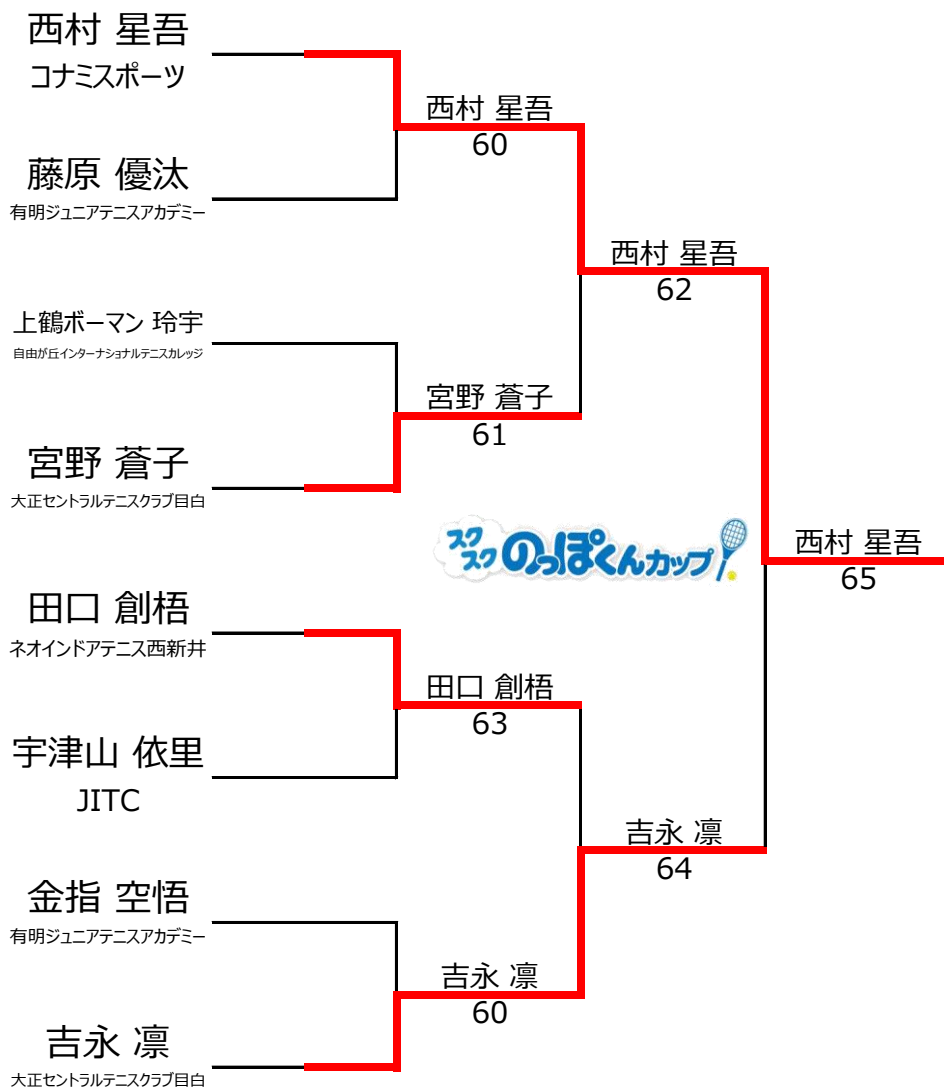 西村 星吾
コナミスポーツ
西村 星吾
60
藤原 優汰
有明ジュニアテニスアカデミー
西村 星吾
62
上鶴ボーマン 玲宇
自由が丘インターナショナルテニスカレッジ
宮野 蒼子
61
宮野 蒼子
大正セントラルテニスクラブ目白
スクスクのっぽくんカップ
西村 星吾
65
田口 創梧
ネオインドアテニス西新井
田口 創梧
63
宇津山 依里
JITC
吉永 凛
64
金指 空悟
有明ジュニアテニスアカデミー
吉永 凛
60
吉永 凛
大正セントラルテニスクラブ目白